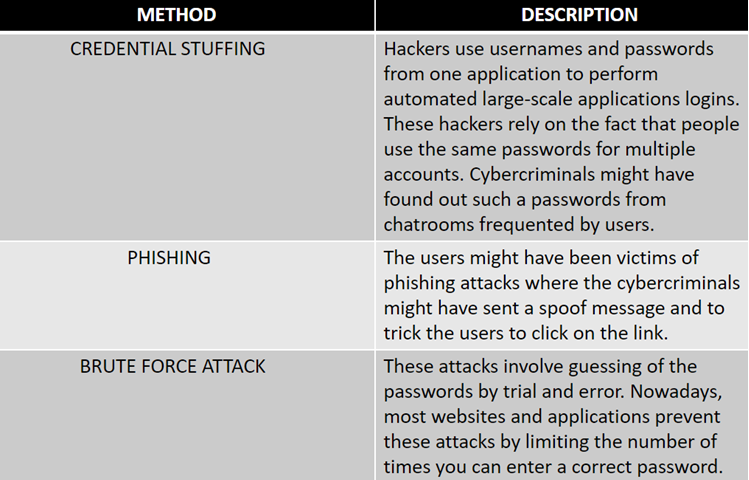 METHOD
DESCRIPTION
CREDENTIAL STUFFING
Hackers use usernames and passwords
from one application to perform
automated large-scale applications logins.
These hackers rely on the fact that people
use the same passwords for multiple
accounts. Cybercriminals might have
found out such a passwords from
chatrooms frequented by users.
PHISHING
The users might have been victims of
phishing attacks where the cybercriminals
might have sent a spoof message and to
trick the users to click on the link.
BRUTE FORCE ATTACK
These attacks involve guessing of the
passwords by trial and error. Nowadays,
most websites and applications prevent
these attacks by limiting the number of
times you can enter a correct password.